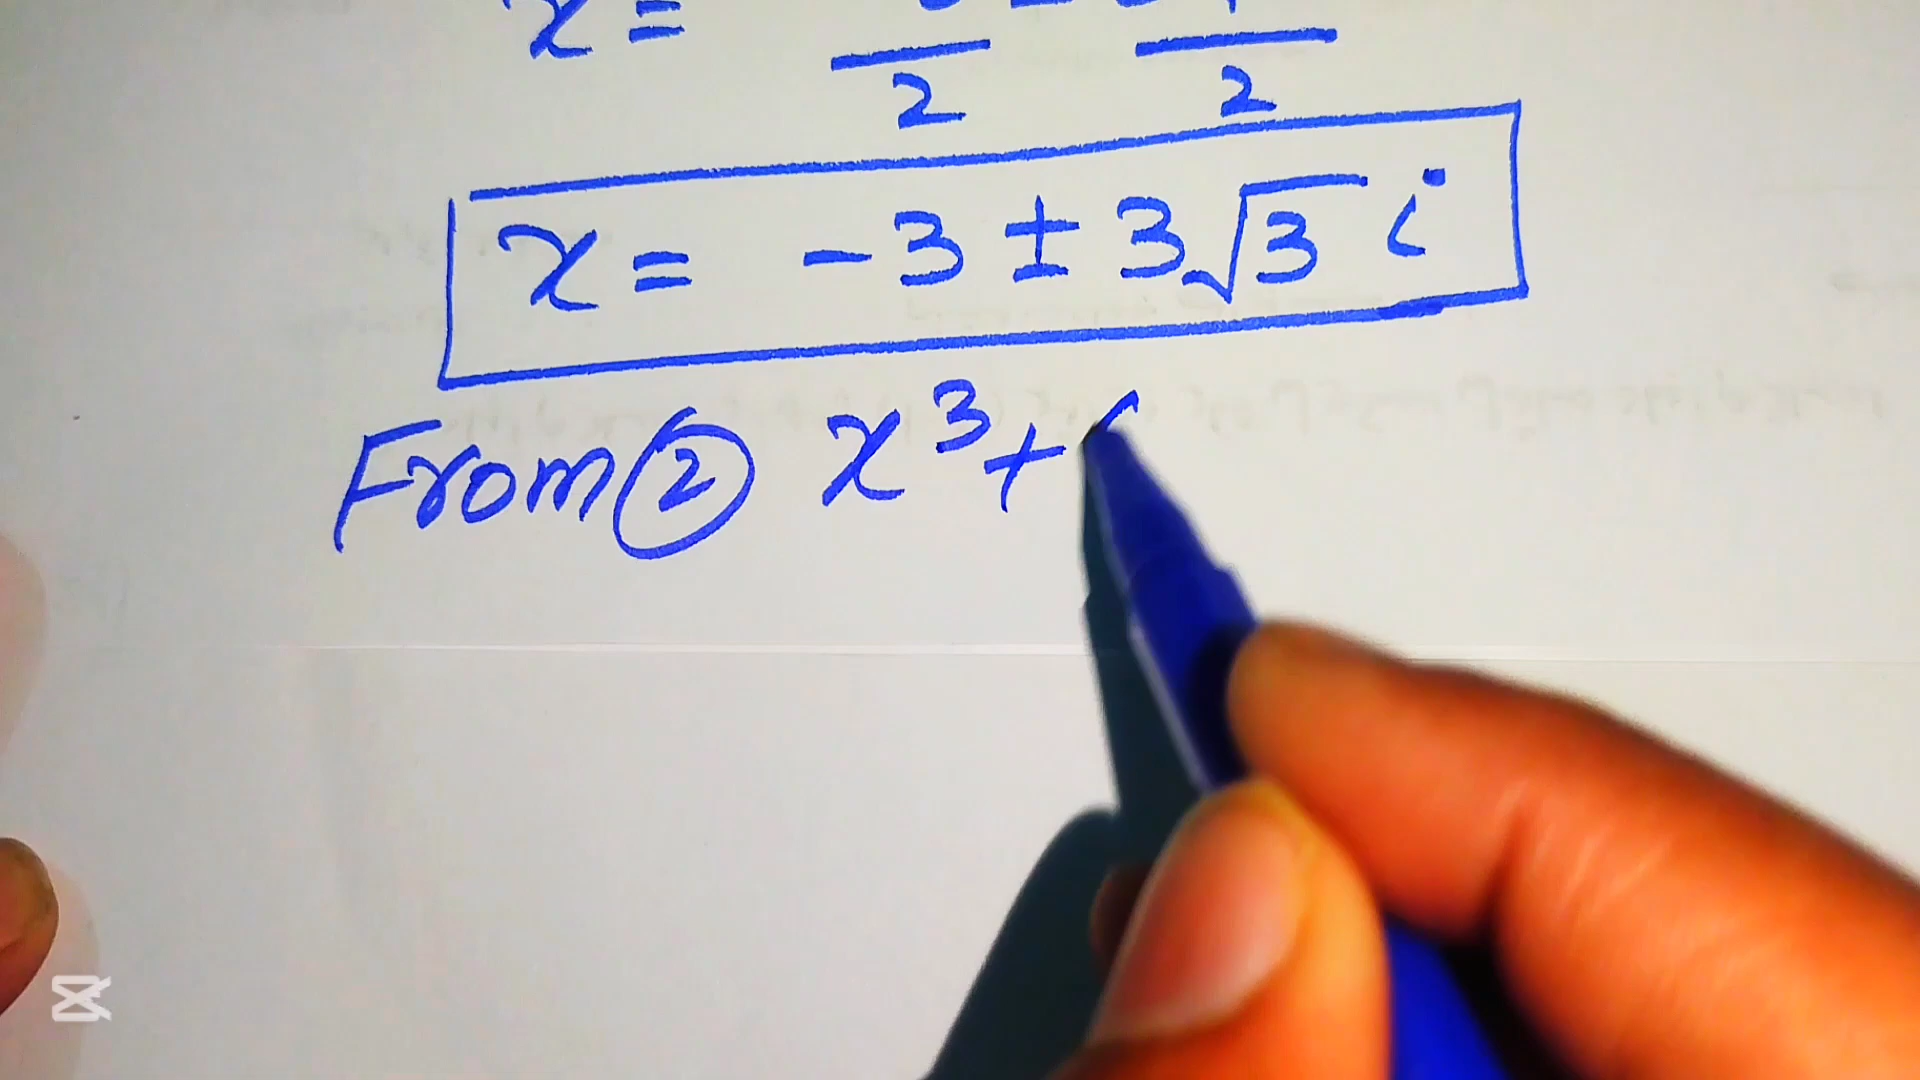 x =
2 2
x = -3 ± 3√3 i
From ② x³ +